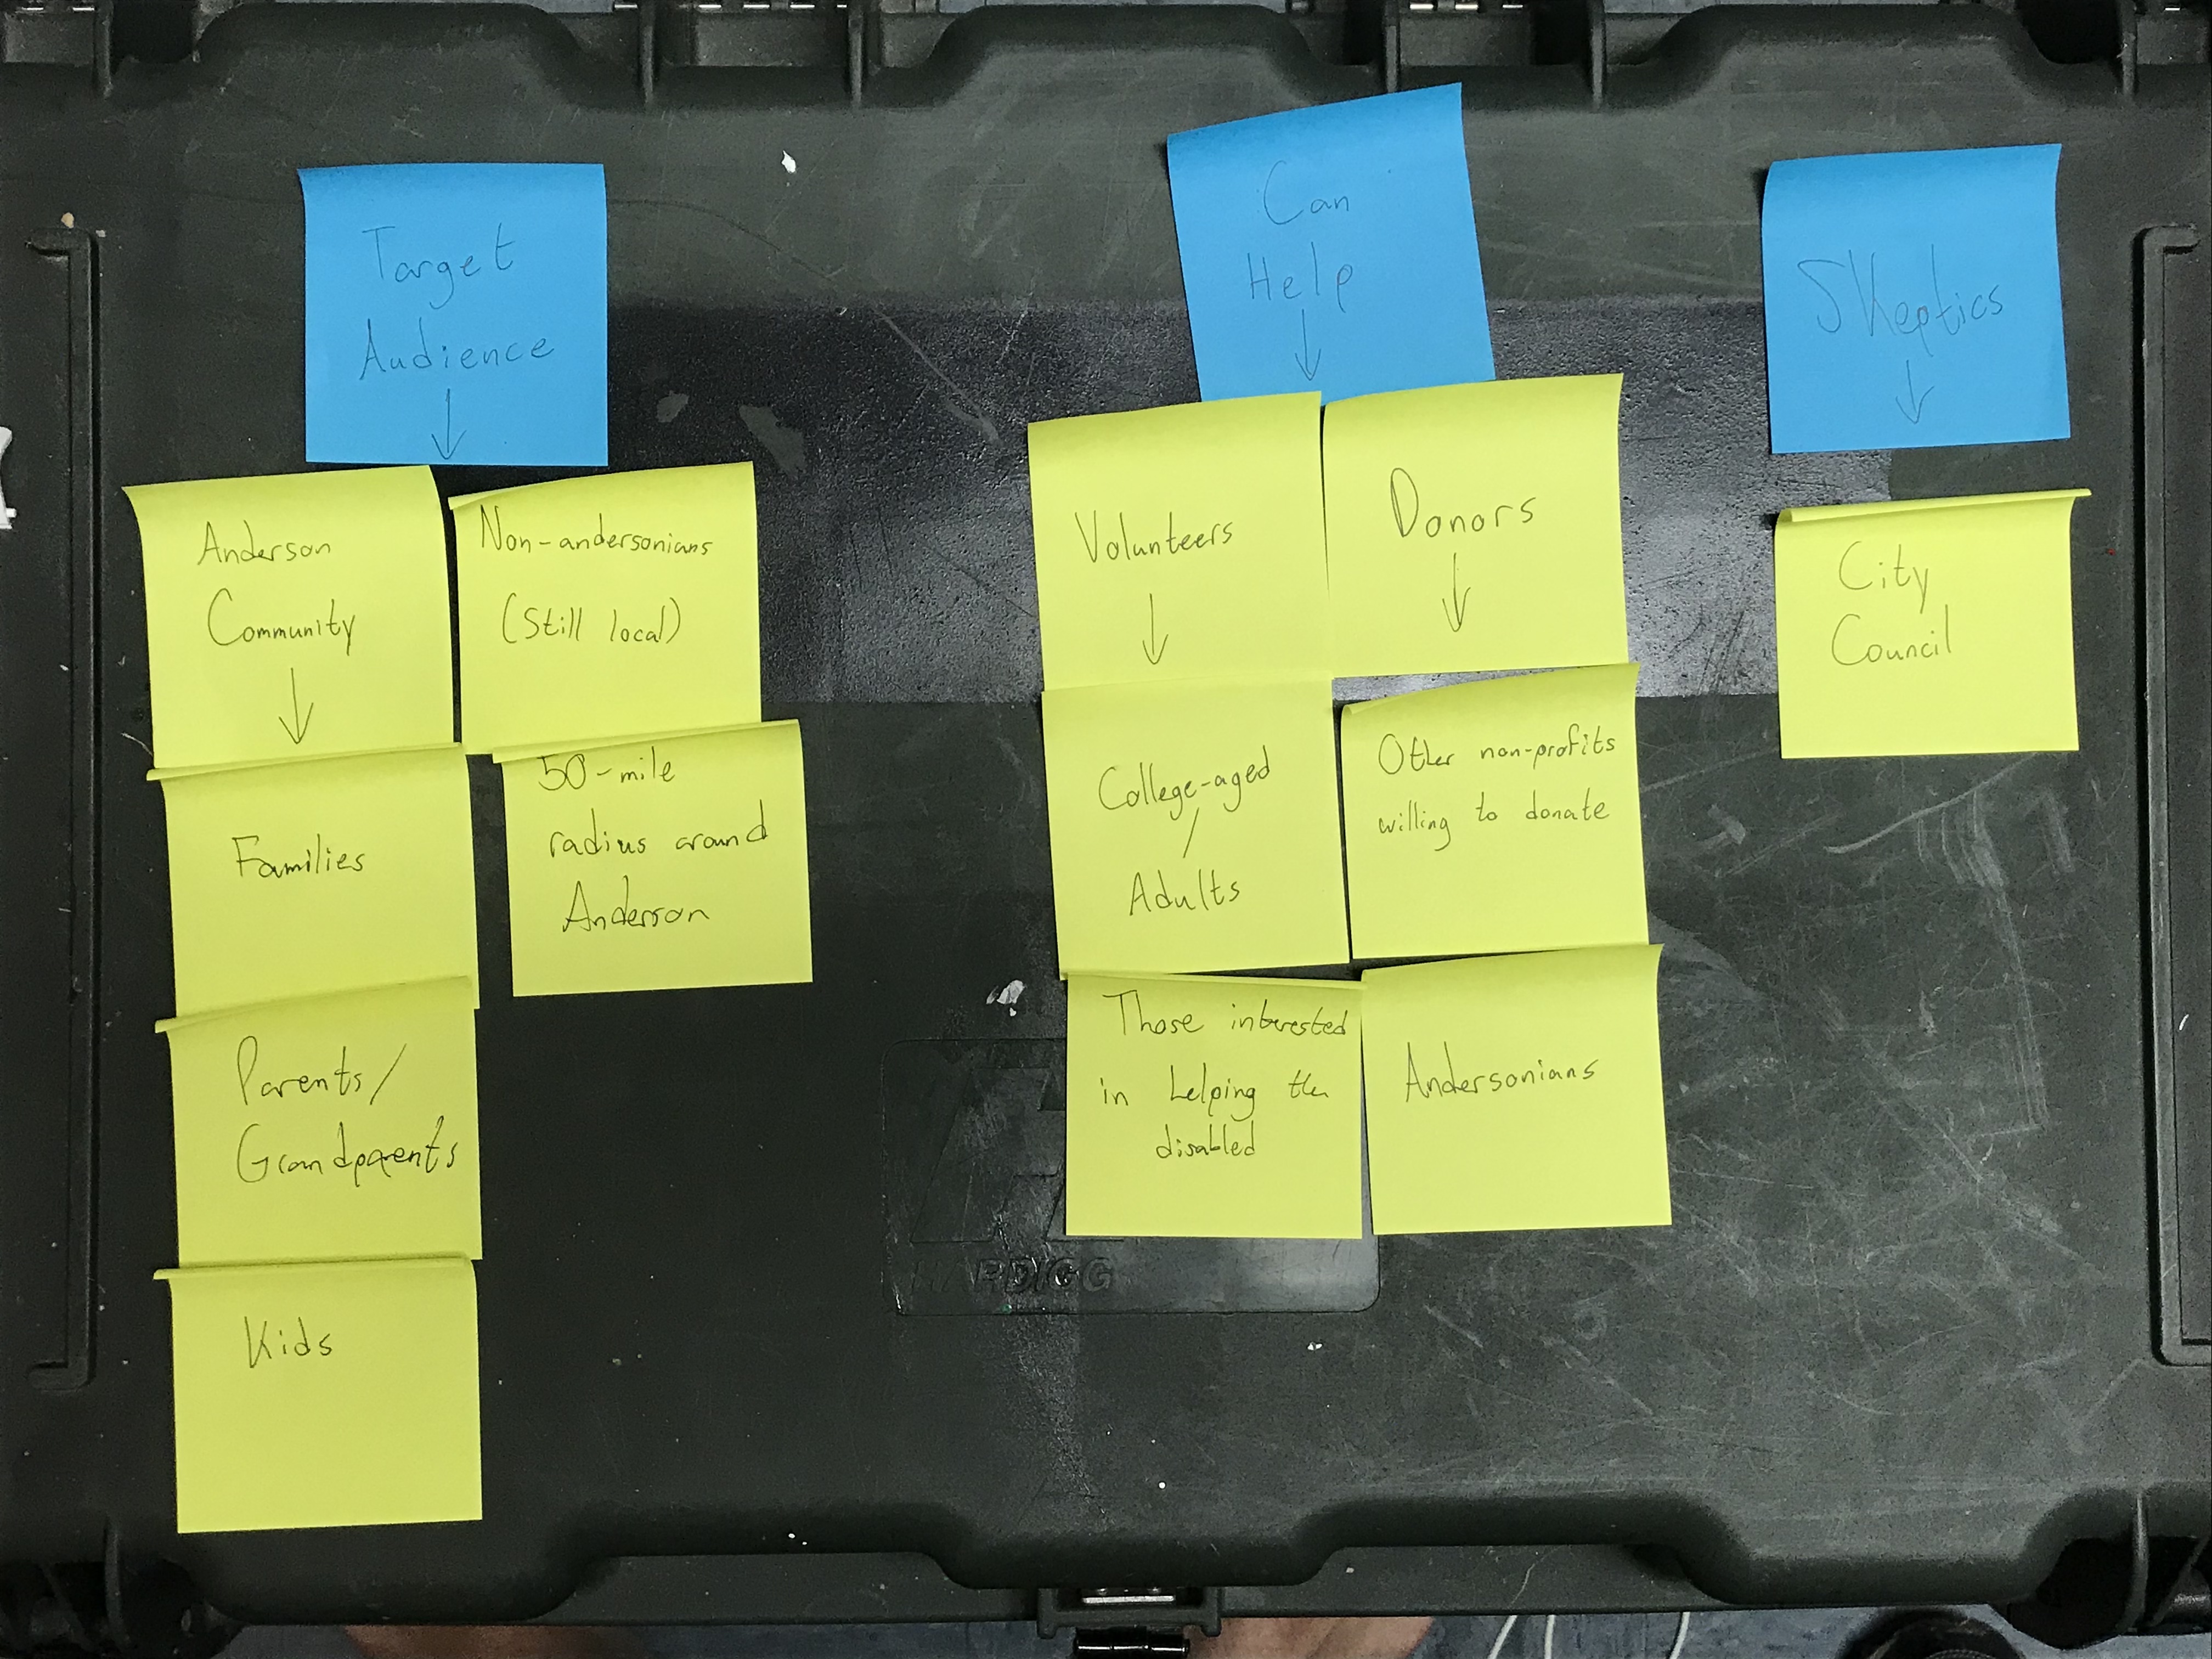 Target
Audience
Anderson
Community
Families
Parents/
Grandparents
Kids
Non-andersonians
(Still local)
50-mile
radius around
Anderson
Can
Help
Volunteers
College-aged
/
Adults
Those interested
in helping the
disabled
Donors
Other non-profits
willing to donate
Andersonians
SKeptics
City
Council
HARDIGG